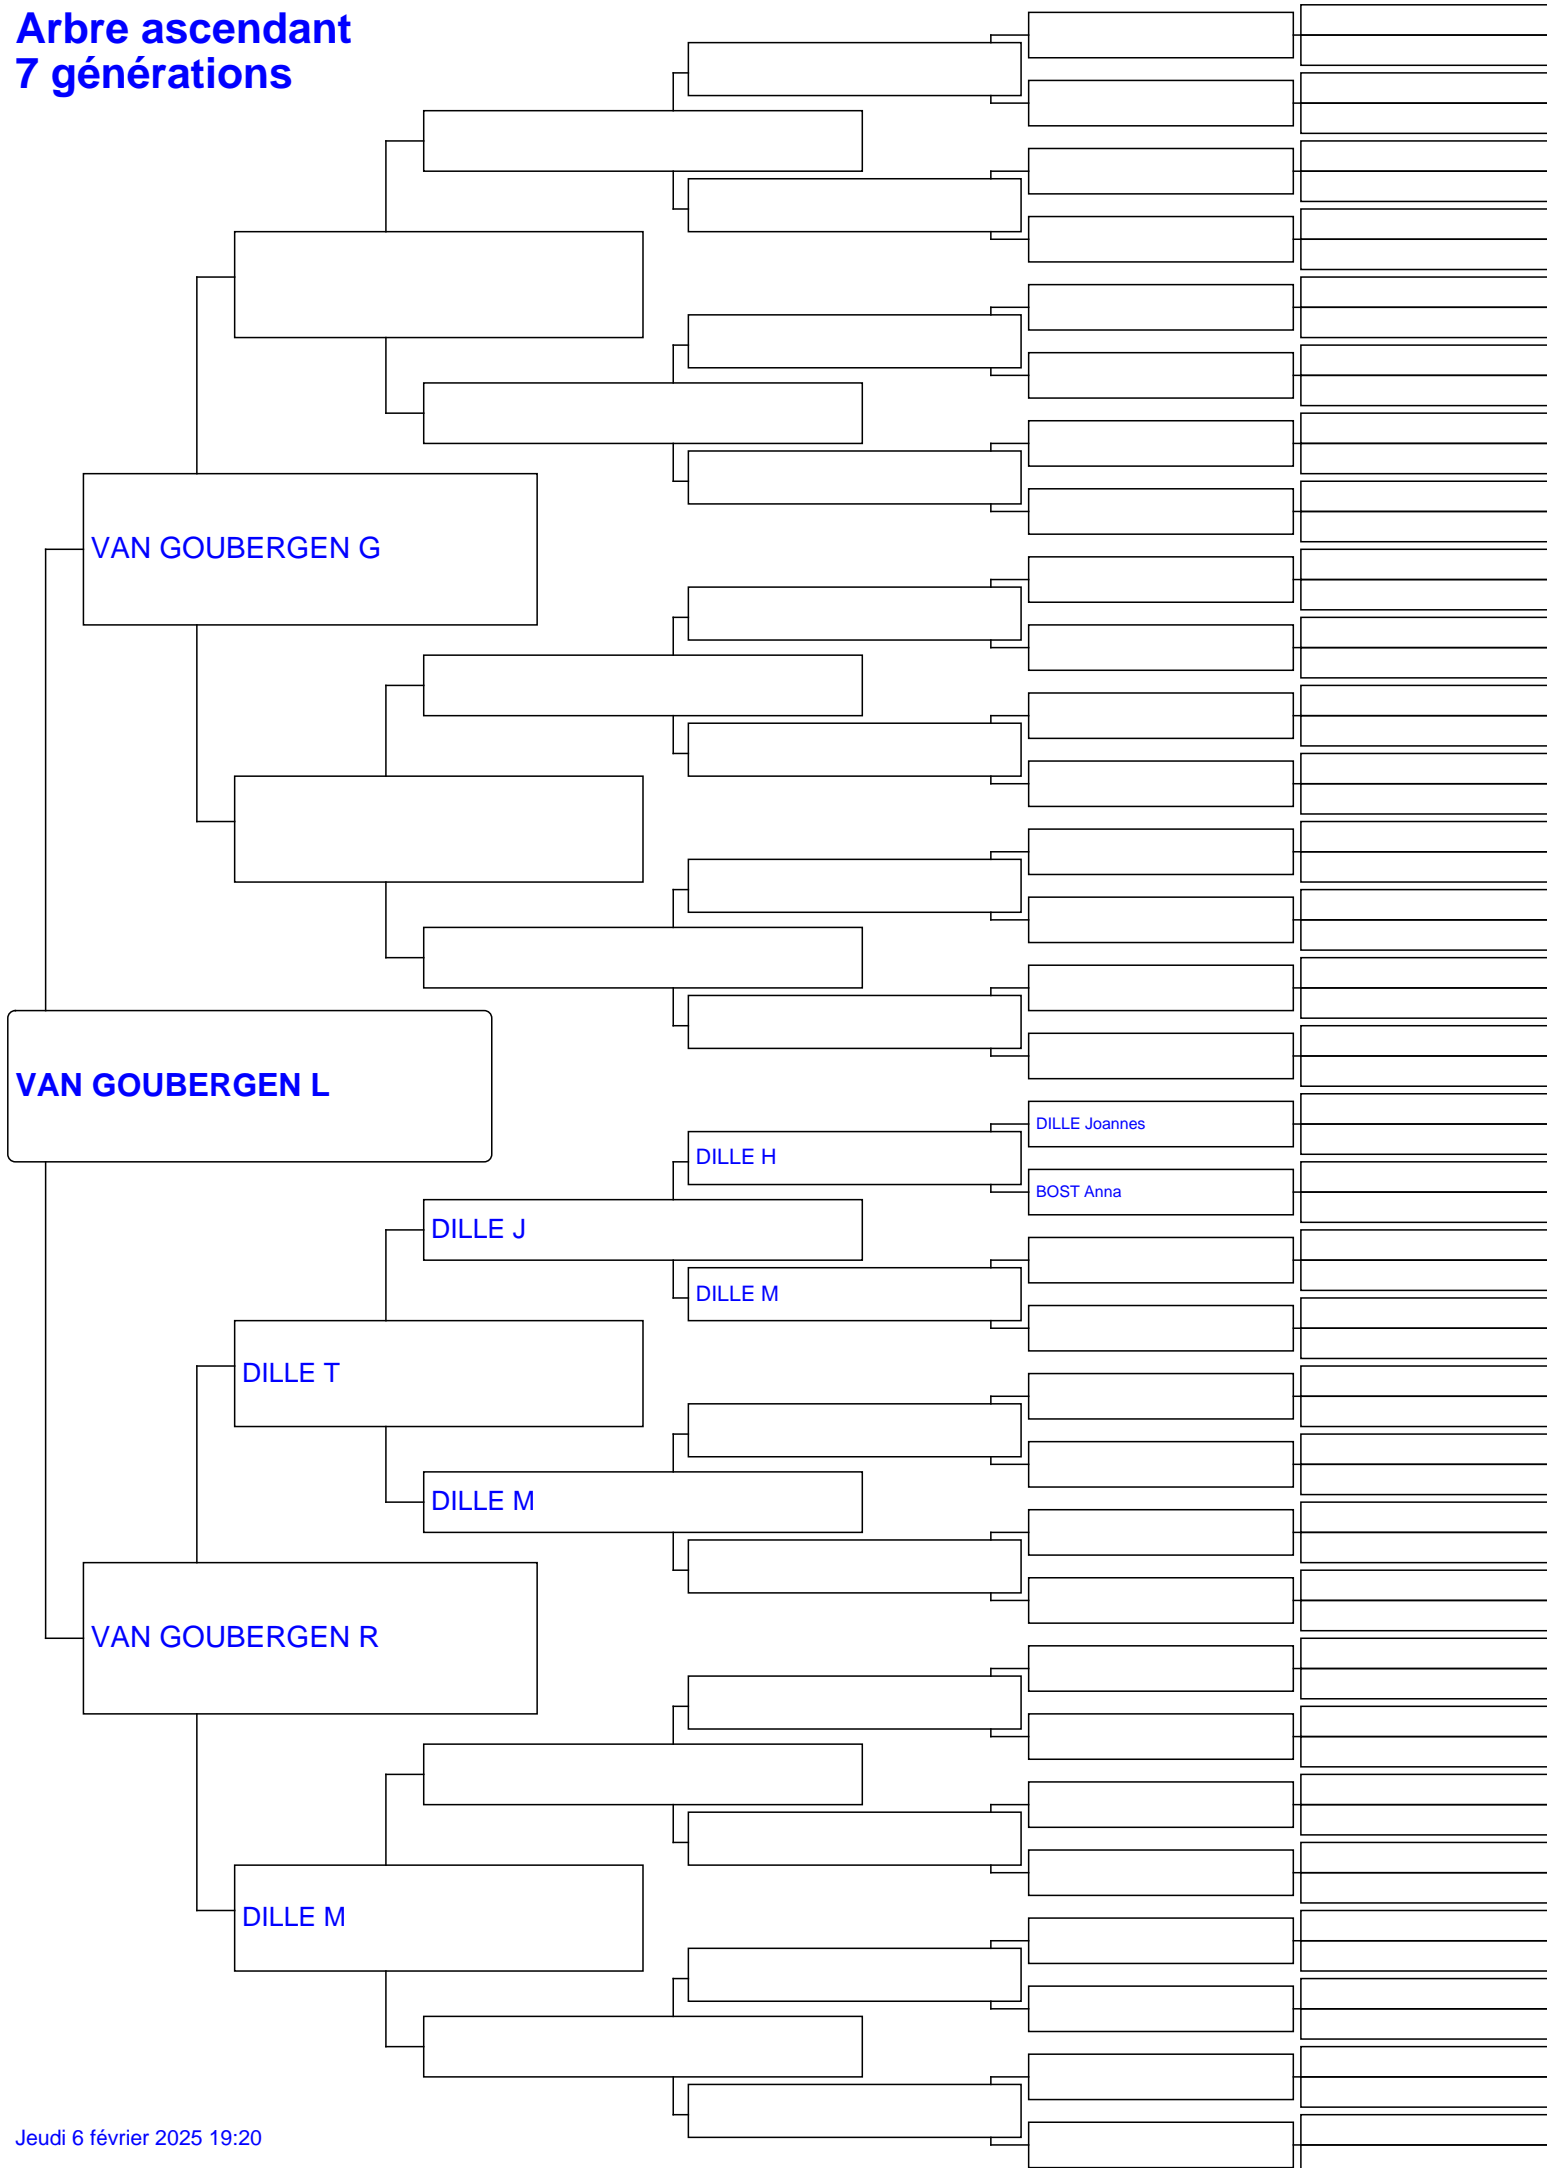 Arbre ascendant
7 générations
VAN GOUBERGEN G
VAN GOUBERGEN L
DILLE Joannes
DILLE H
BOST Anna
DILLE J
DILLE M
DILLE T
DILLE M
VAN GOUBERGEN R
DILLE M
Jeudi 6 février 2025 19:20